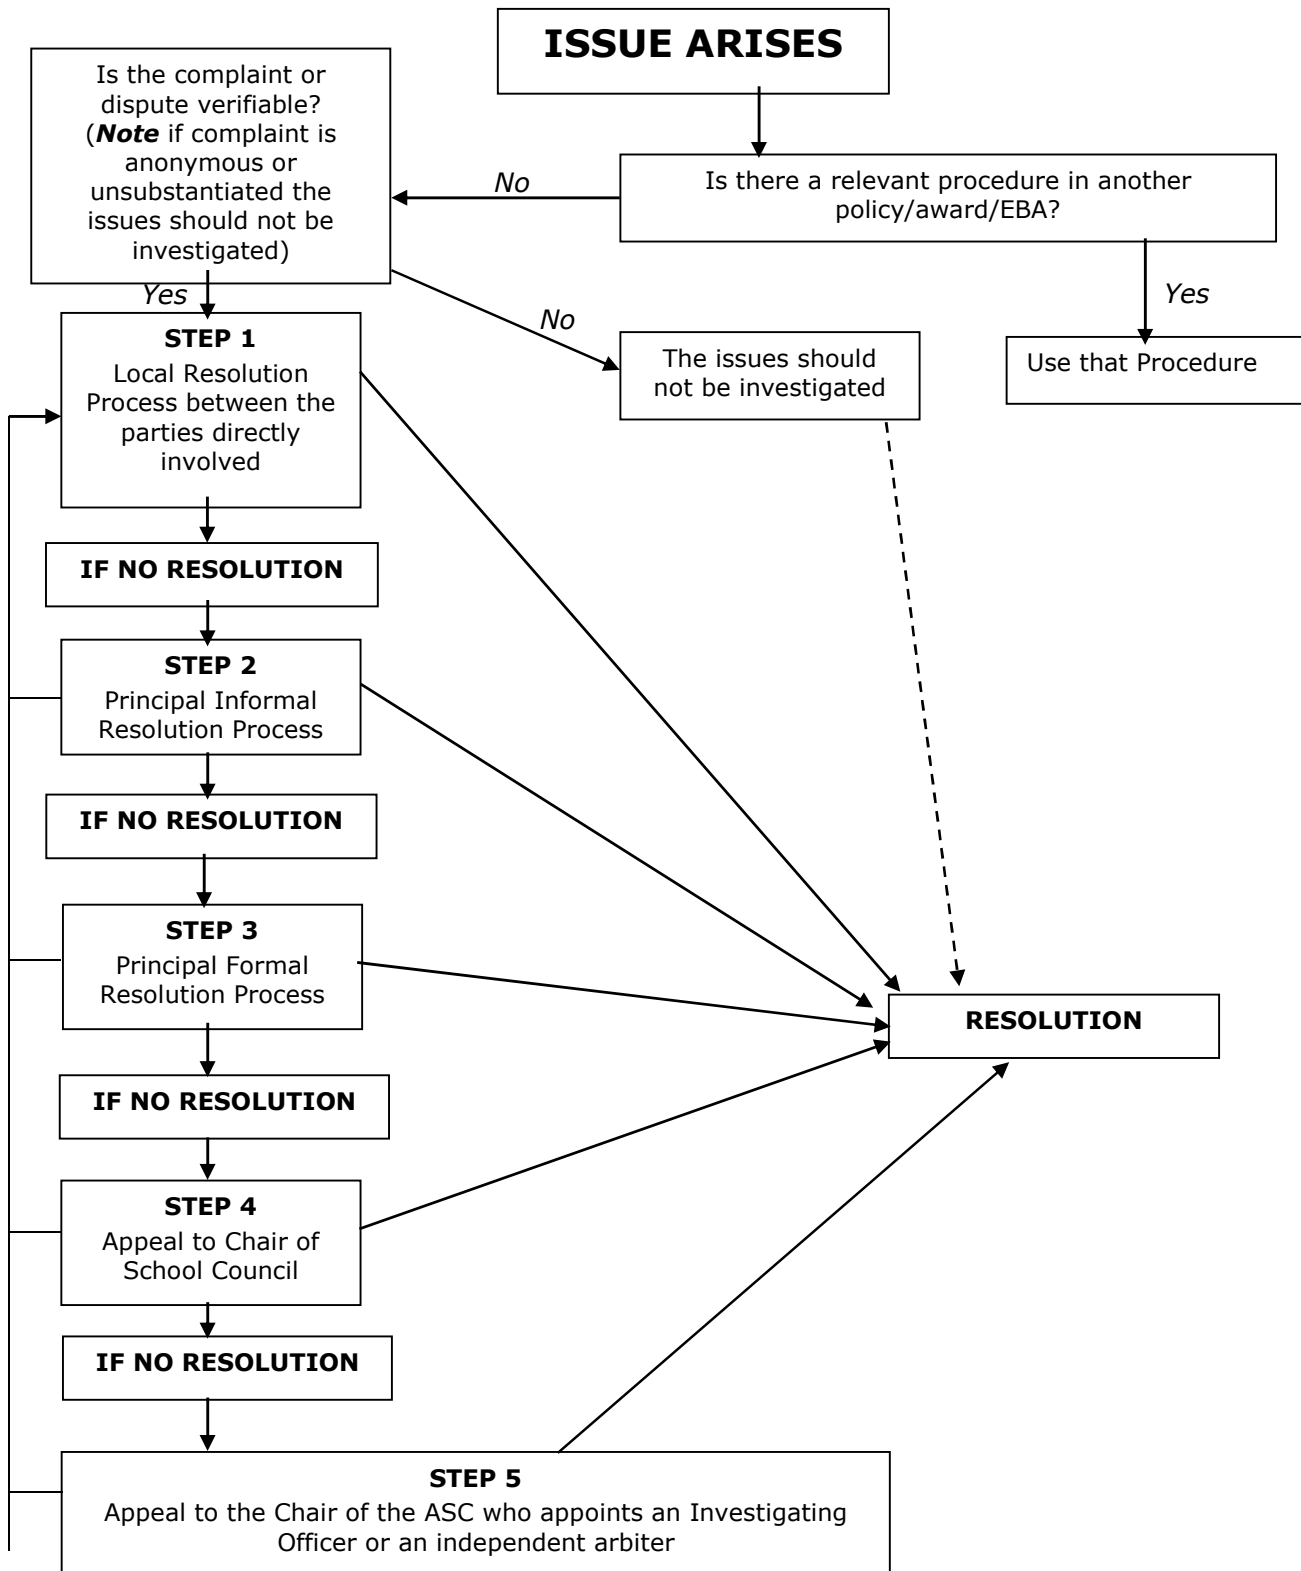 ISSUE ARISES
Is the complaint or
dispute verifiable?
(Note if complaint is
anonymous or
unsubstantiated the
issues should not be
investigated)
No
Is there a relevant procedure in another
policy/award/EBA?
Yes
No
Yes
STEP 1
Local Resolution
Process between the
parties directly
involved
The issues should
not be investigated
Use that Procedure
IF NO RESOLUTION
STEP 2
Principal Informal
Resolution Process
IF NO RESOLUTION
STEP 3
Principal Formal
Resolution Process
RESOLUTION
IF NO RESOLUTION
STEP 4
Appeal to Chair of
School Council
IF NO RESOLUTION
STEP 5
Appeal to the Chair of the ASC who appoints an Investigating
Officer or an independent arbiter